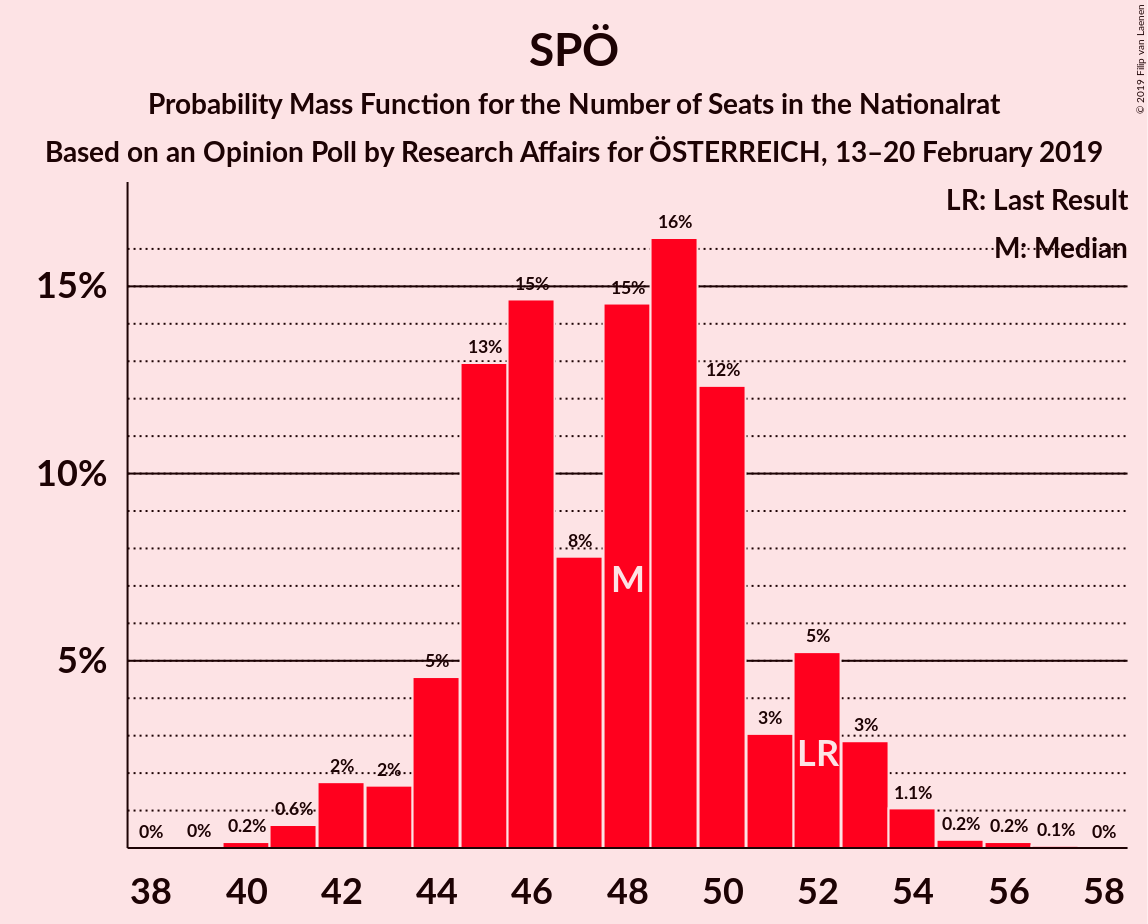 SPÖ
Probability Mass Function for the Number of Seats in the Nationalrat
Based on an Opinion Poll by Research Affairs for ÖSTERREICH, 13–20 February 2019
© 2019 Filip van Laenen
LR: Last Result
M: Median
15%
10%
5%
0%
0%
0.2%
0.6%
2%
2%
5%
13%
15%
8%
15%
16%
12%
3%
5%
3%
1.1%
0.2%
0.2%
0.1%
0%
M
LR
38 40 42 44 46 48 50 52 54 56 58